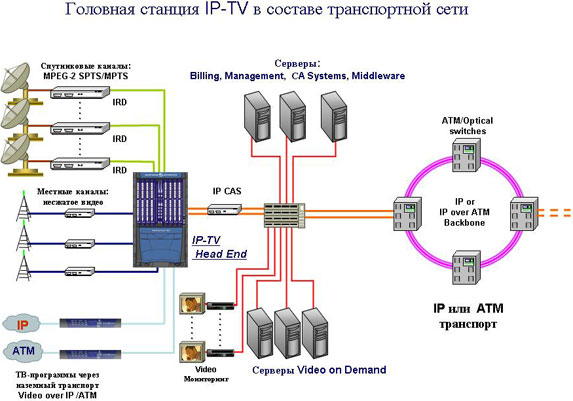 Головная станция IP-TV в составе транспортной сети
Спутниковые каналы:
MPEG-2 SPTS/MPTS
IRD
IRD
IRD
Местные каналы:
несжатое видео
IP CAS
IP-TV
Head End
Серверы:
Billing, Management, CA Systems, Middleware
ATM/Optical
switches
IP or
IP over ATM
Backbone
IP или ATM
транспорт
IP
ATM
ТВ-программы через
наземный транспорт
Video over IP /ATM
Video
Мониторинг
Серверы Video on Demand